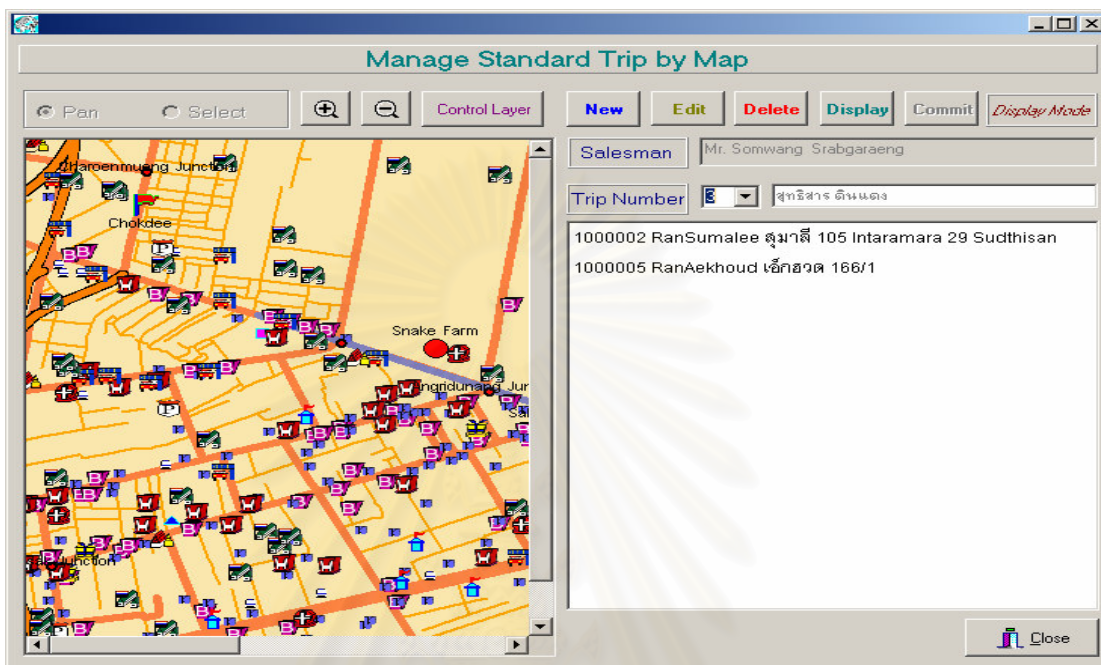 Manage Standard Trip by Map
Pan Select Control Layer New Edit Delete Display Commit Display Mode
Salesman Mr. Somwang Srabgaraeng
Trip Number 3 สุทธิสาร ดินแดง
1000002 RanSumalee สุมาลี 105 Intaramara 29 Sudthisan
1000005 RanAekhoud เอ็กฮวด 166/1
Charoenmuang Junction
Chokdee
Snake Farm
Junction
Close